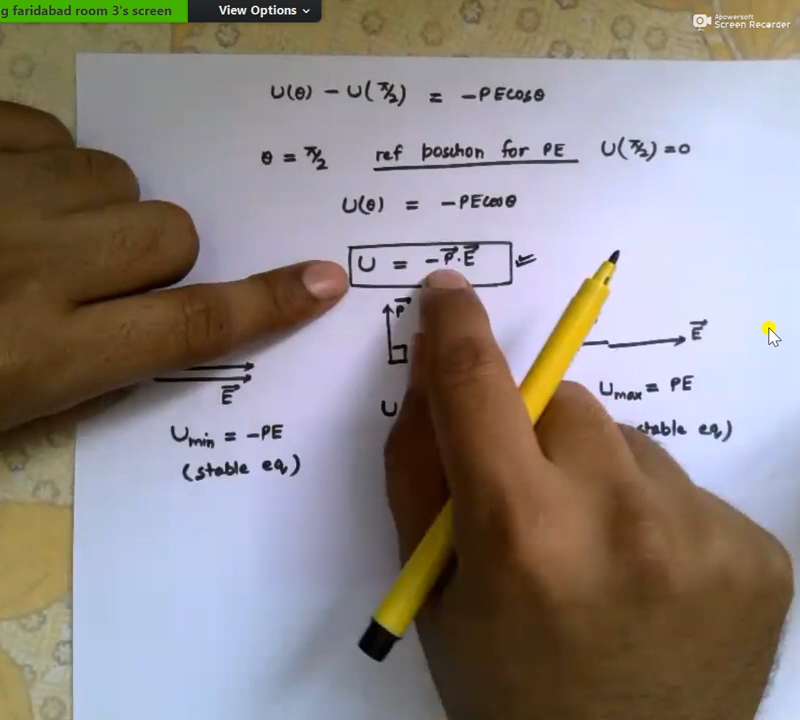 g faridabad room 3's screen
View Options
Apowersoft
Screen Recorder
U(θ) - U(π/2) = -PEcosθ
θ = π/2 ref position for PE U(π/2) = 0
U(θ) = -PEcosθ
U = -P⃗·E⃗
P⃗
E⃗
E⃗
U
Umin = -PE
(stable eq)
Umax = PE
stable eq)